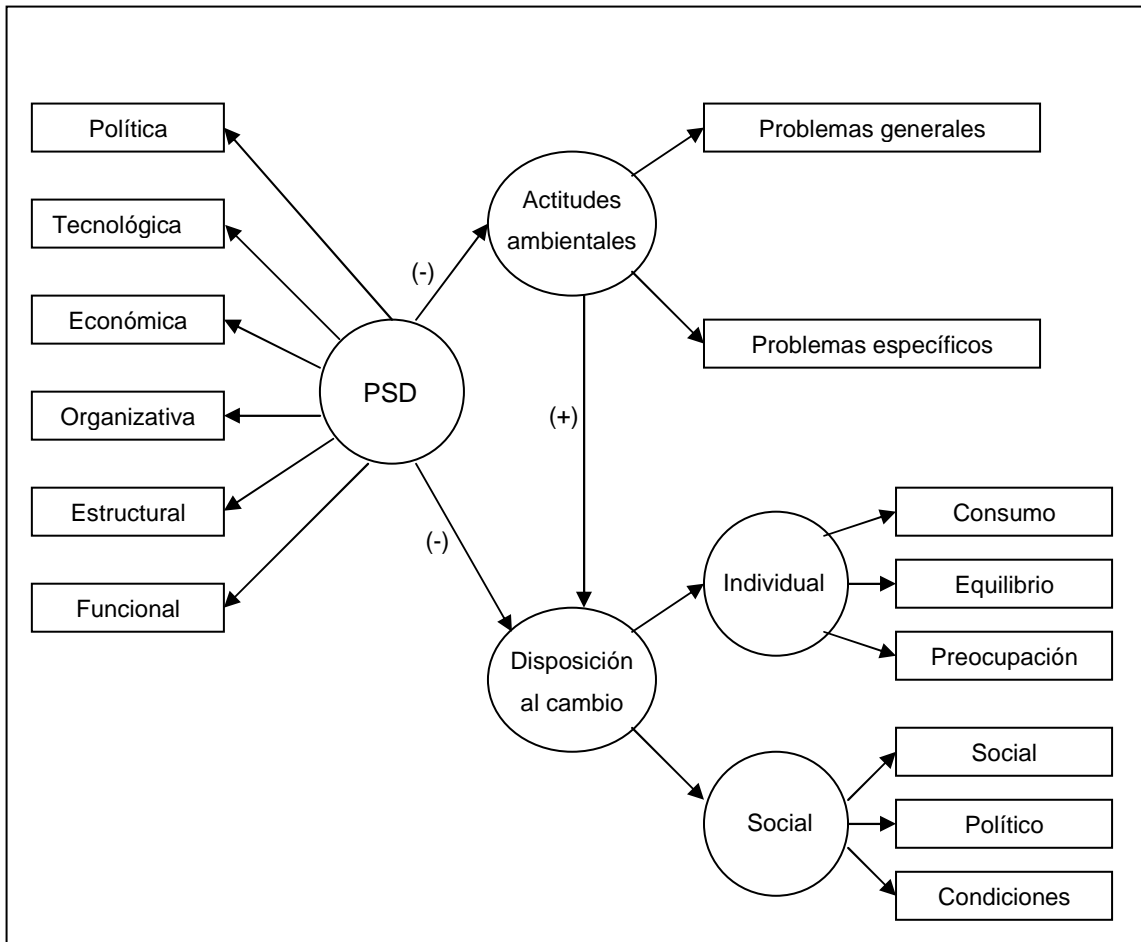 Política
Tecnológica
Económica
Organizativa
Estructural
Funcional
PSD
(-)
(-)
Actitudes
ambientales
(+)
Disposición
al cambio
Problemas generales
Problemas específicos
Individual
Consumo
Equilibrio
Preocupación
Social
Social
Político
Condiciones